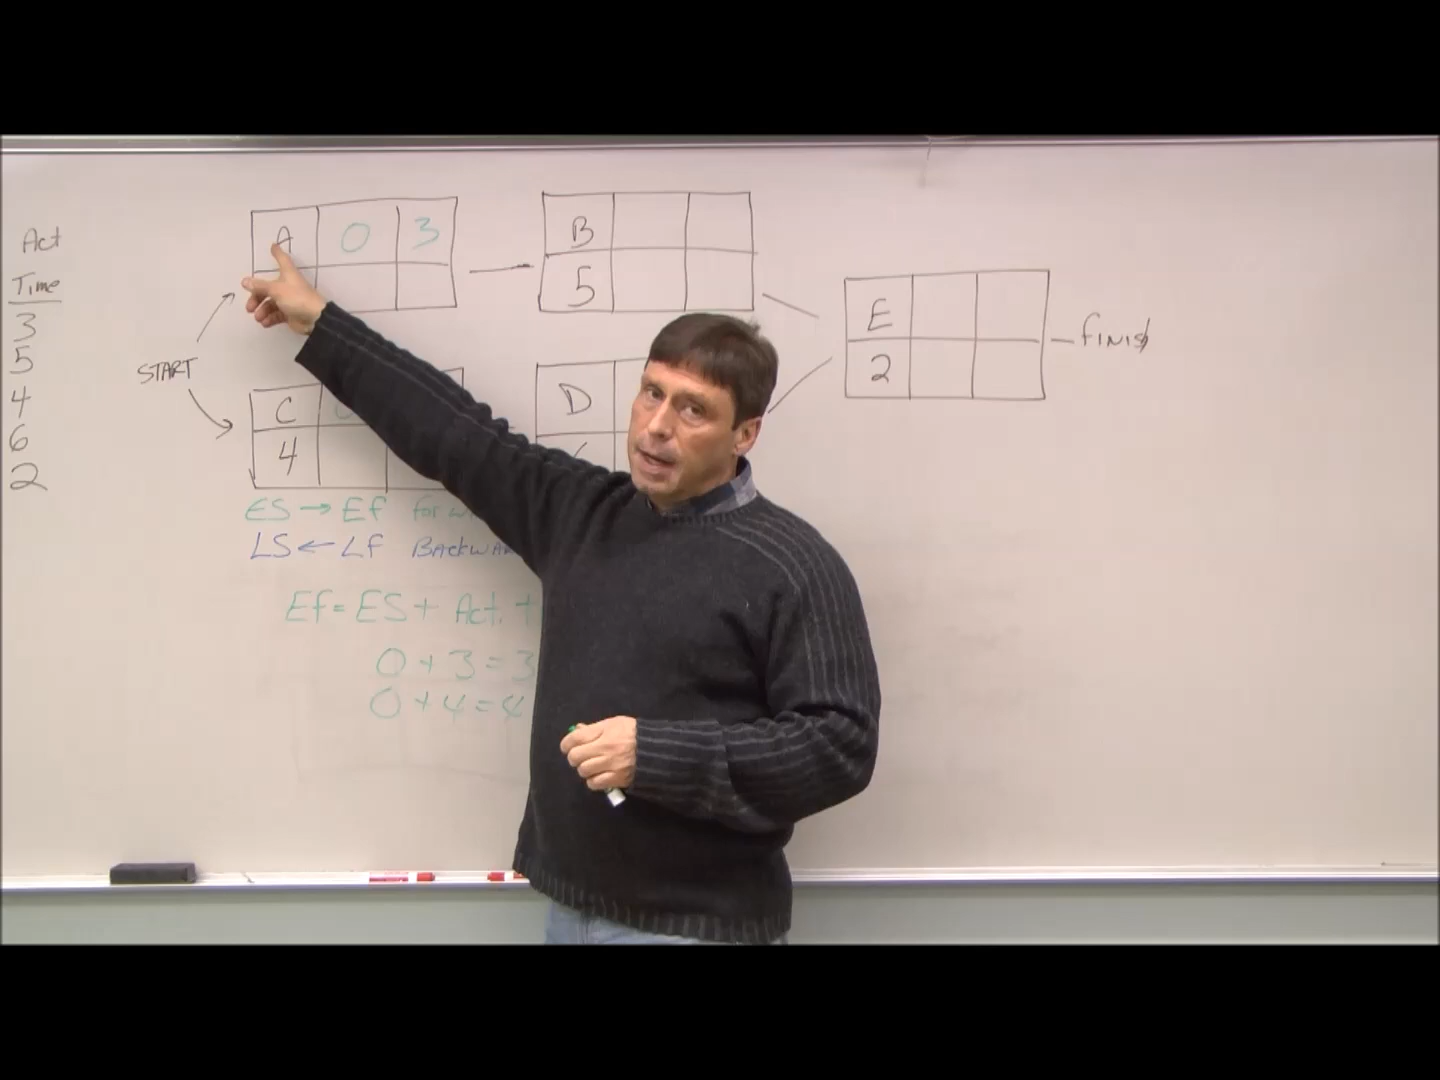 Act
Time
3
5
4
6
2
START
A 0 3
B
5
C
4
D
E
2
FINISH
ES → EF
LS ← LF
EF = ES + Act. +
0 + 3 = 3
0 + 4 = 4